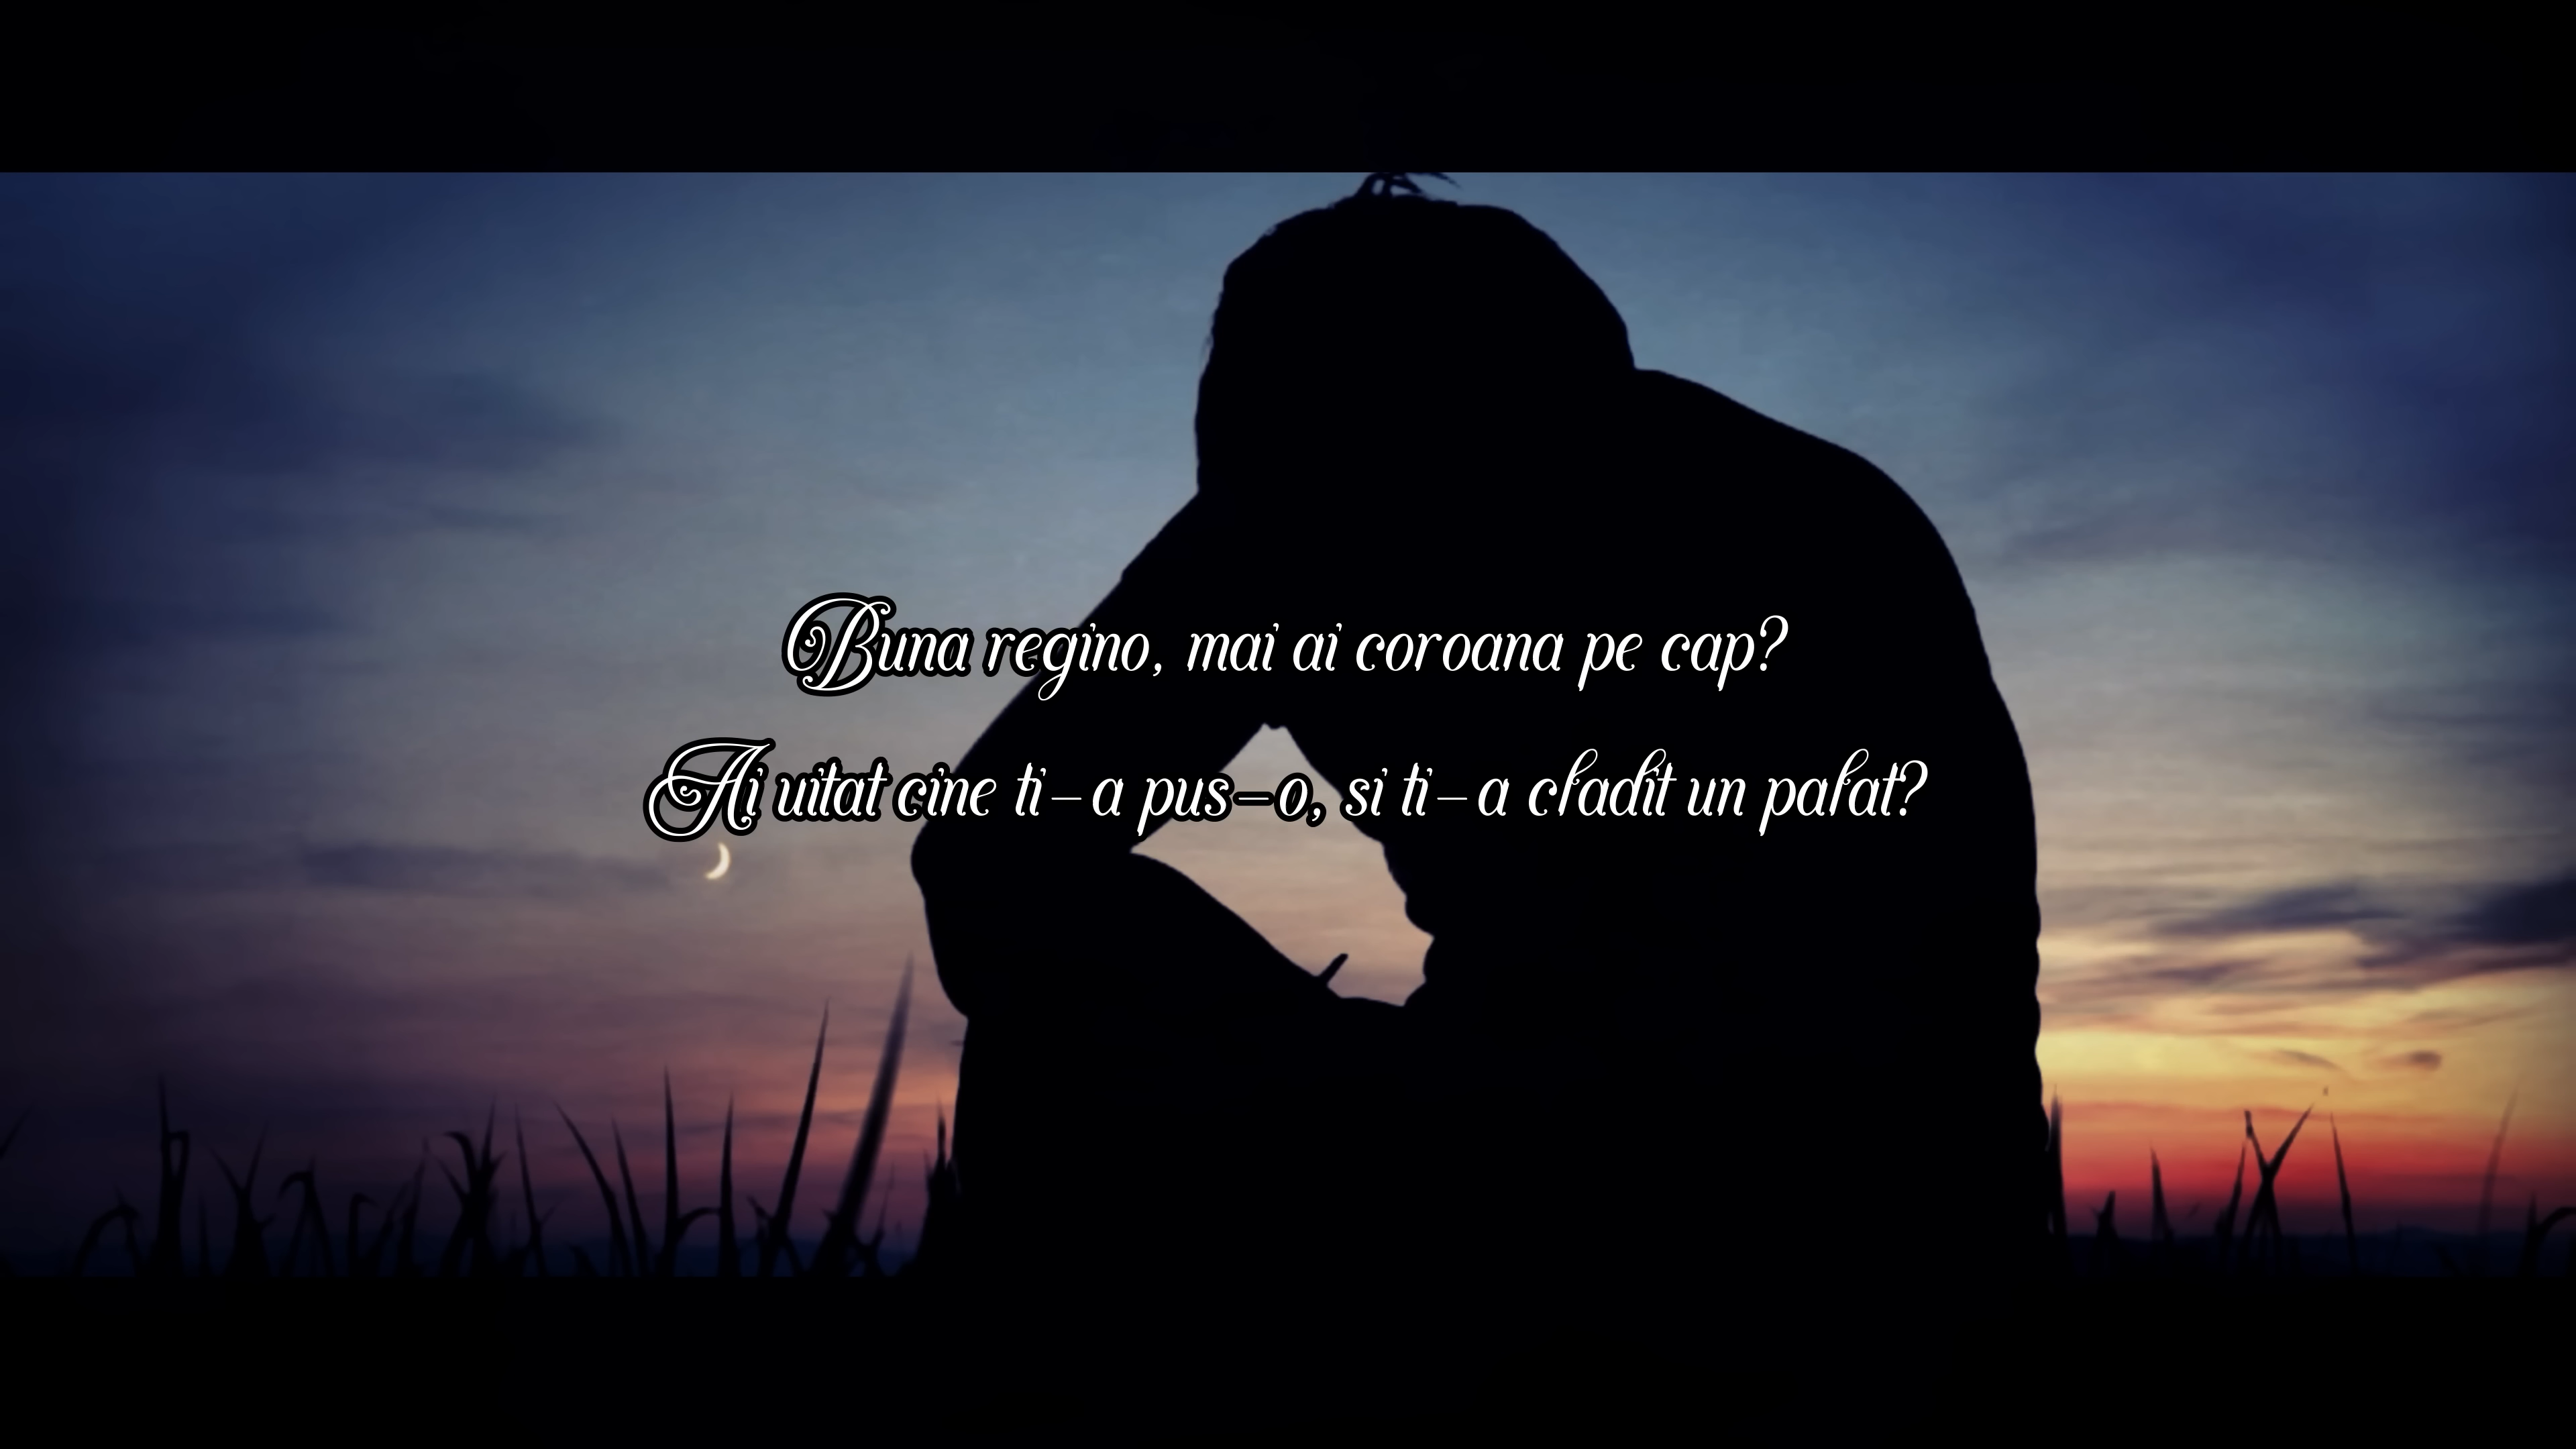 Buna regino, mai ai coroana pe cap?
Ai uitat cine ti-a pus-o, si ti-a cladit un palat?